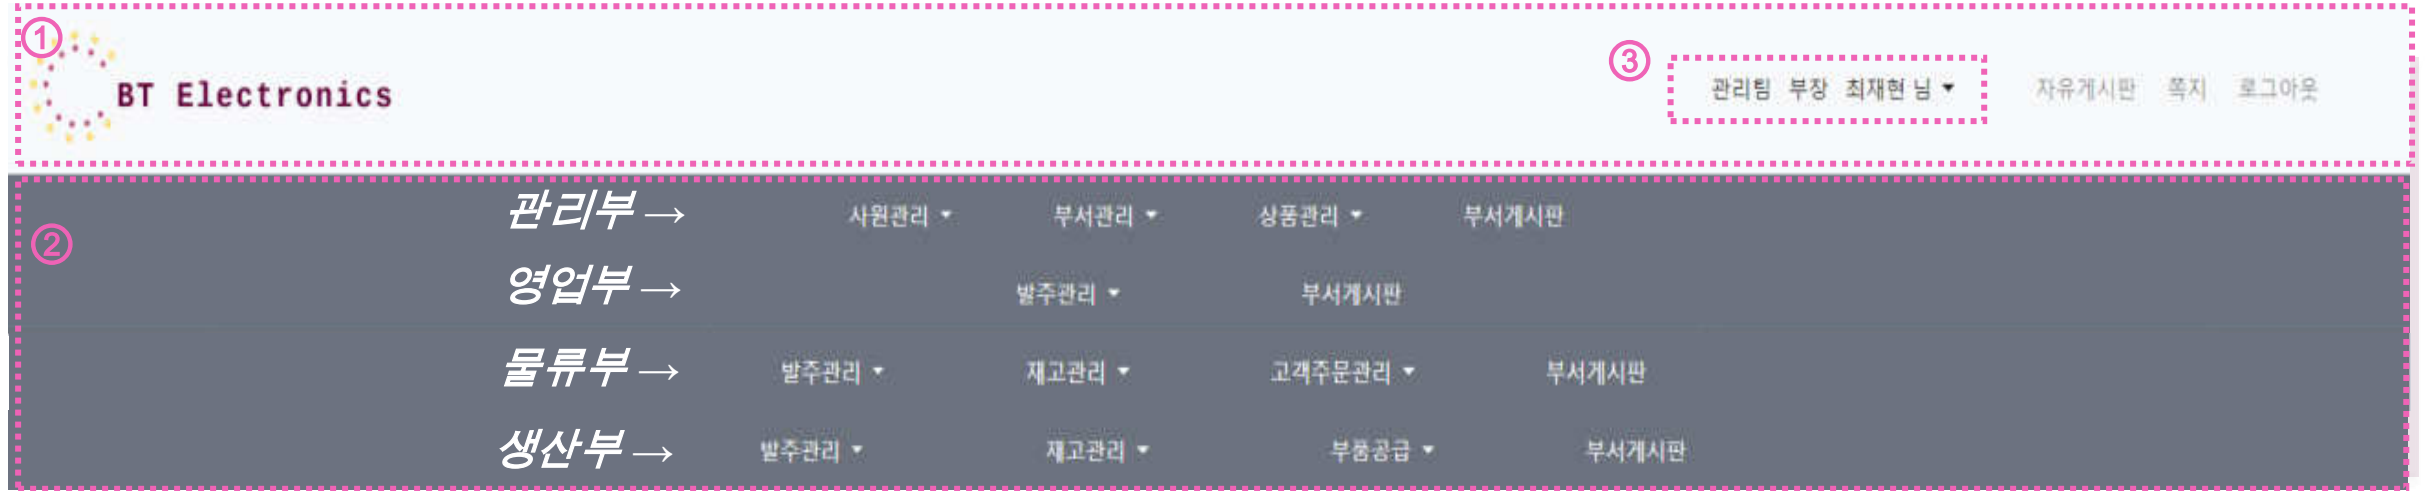 ①
BT Electronics
③
관리팀 부장 최재현 님 자유게시판 쪽지 로그아웃
②
관리부 → 사원관리 부서관리 상품관리 부서게시판
영업부 → 발주관리 부서게시판
물류부 → 발주관리 재고관리 고객주문관리 부서게시판
생산부 → 발주관리 재고관리 부품공급 부서게시판